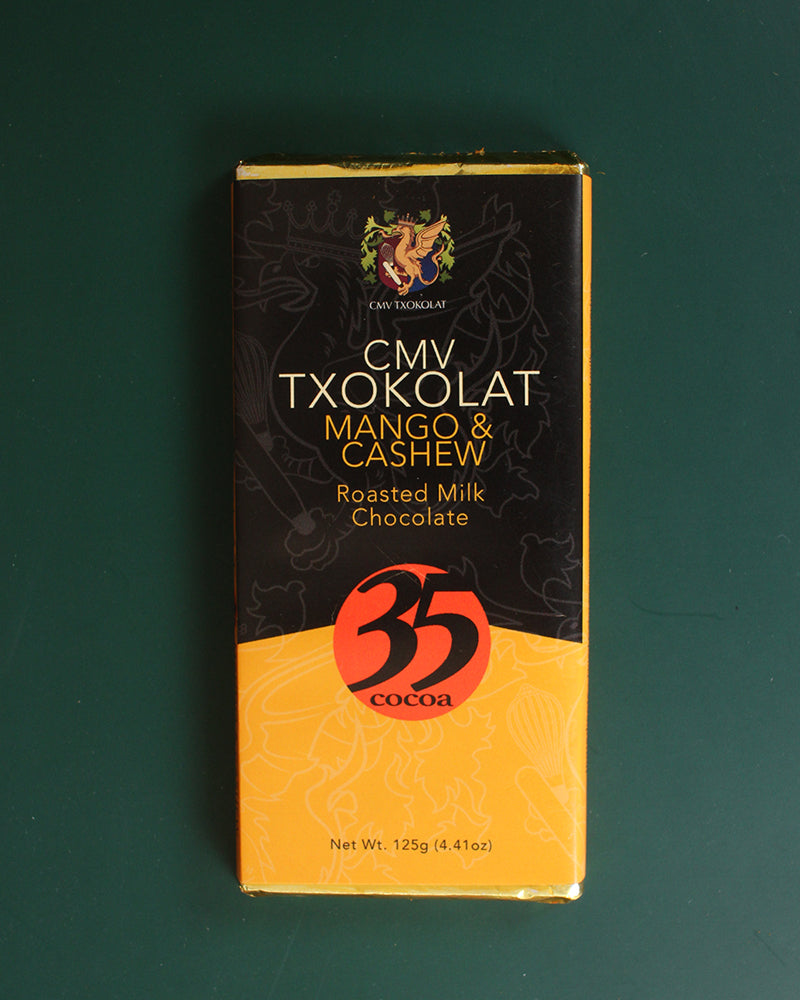 CMV TXOKOLAT
CMV
TXOKOLAT
MANGO &
CASHEW
Roasted Milk
Chocolate
35
cocoa
Net Wt. 125g (4.41oz)